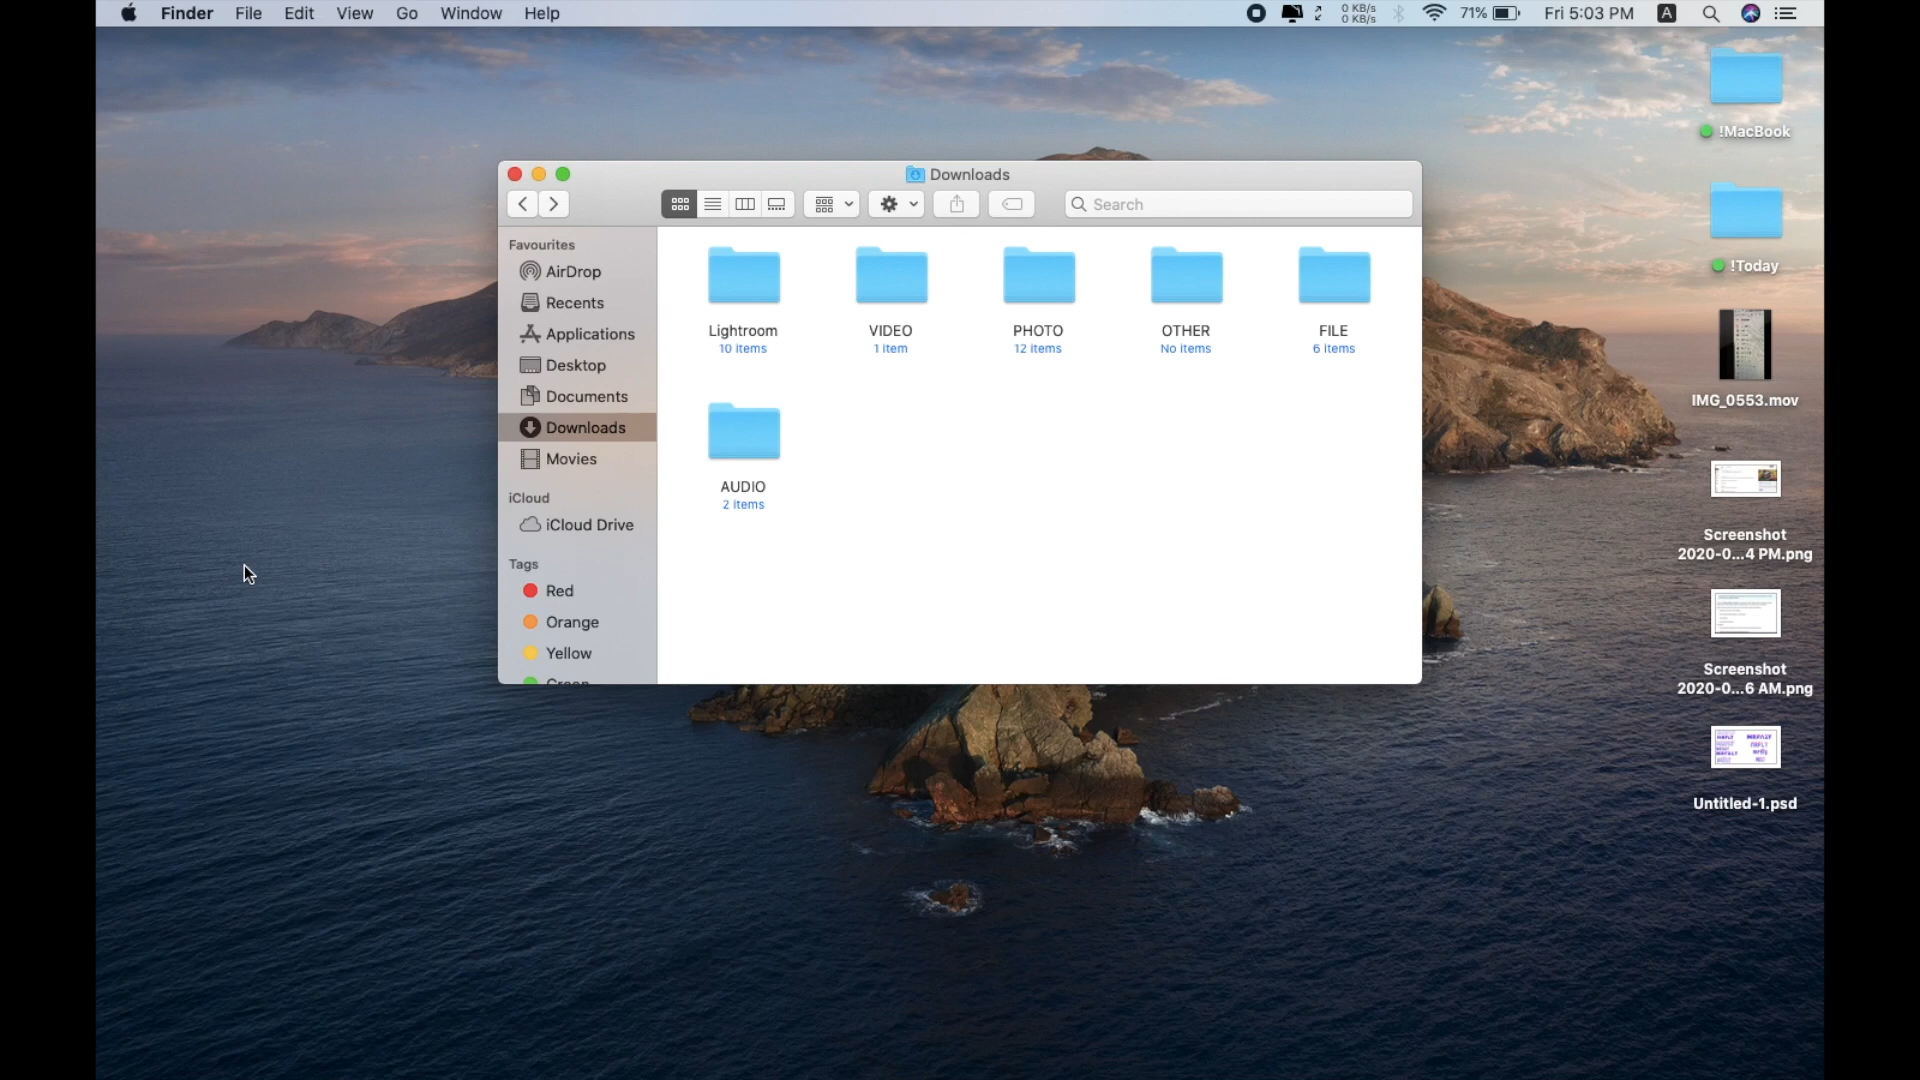 Finder File Edit View Go Window Help
0 KB/s
0 KB/s
71%
Fri 5:03 PM
A
Downloads
Search
Favourites
AirDrop
Recents
Applications
Desktop
Documents
Downloads
Movies
iCloud
iCloud Drive
Tags
Red
Orange
Yellow
Green
Lightroom
10 items
VIDEO
1 item
PHOTO
12 items
OTHER
No items
FILE
6 items
AUDIO
2 items
!MacBook
!Today
IMG_0553.mov
Screenshot
2020-0...4 PM.png
Screenshot
2020-0...6 AM.png
Untitled-1.psd